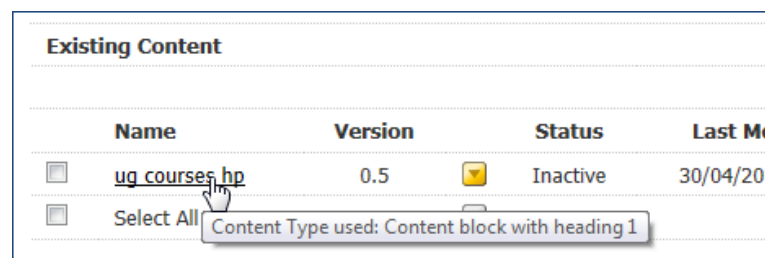 Existing Content
Name Version Status Last Mo
ug courses hp 0.5 Inactive 30/04/20
Select All
Content Type used: Content block with heading 1